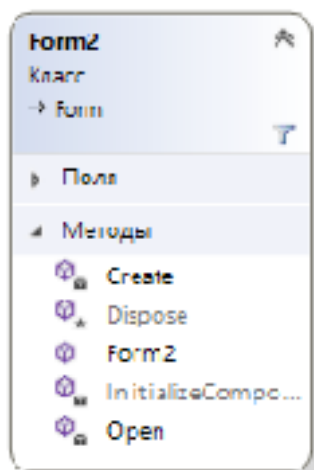 Form2
Класс
→ Form
Поля
Методы
Create
Dispose
Form2
InitializeCompo...
Open